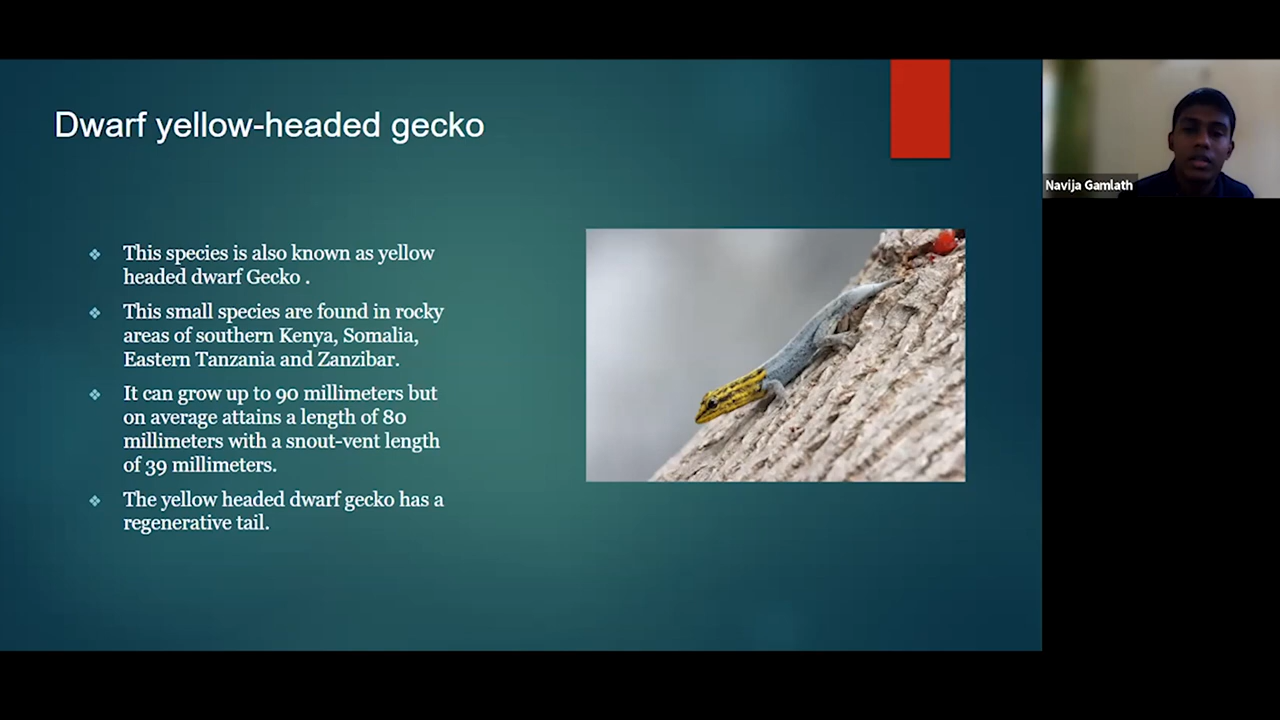 Dwarf yellow-headed gecko
Navija Gamlath
This species is also known as yellow
headed dwarf Gecko .
This small species are found in rocky
areas of southern Kenya, Somalia,
Eastern Tanzania and Zanzibar.
It can grow up to 90 millimeters but
on average attains a length of 80
millimeters with a snout-vent length
of 39 millimeters.
The yellow headed dwarf gecko has a
regenerative tail.